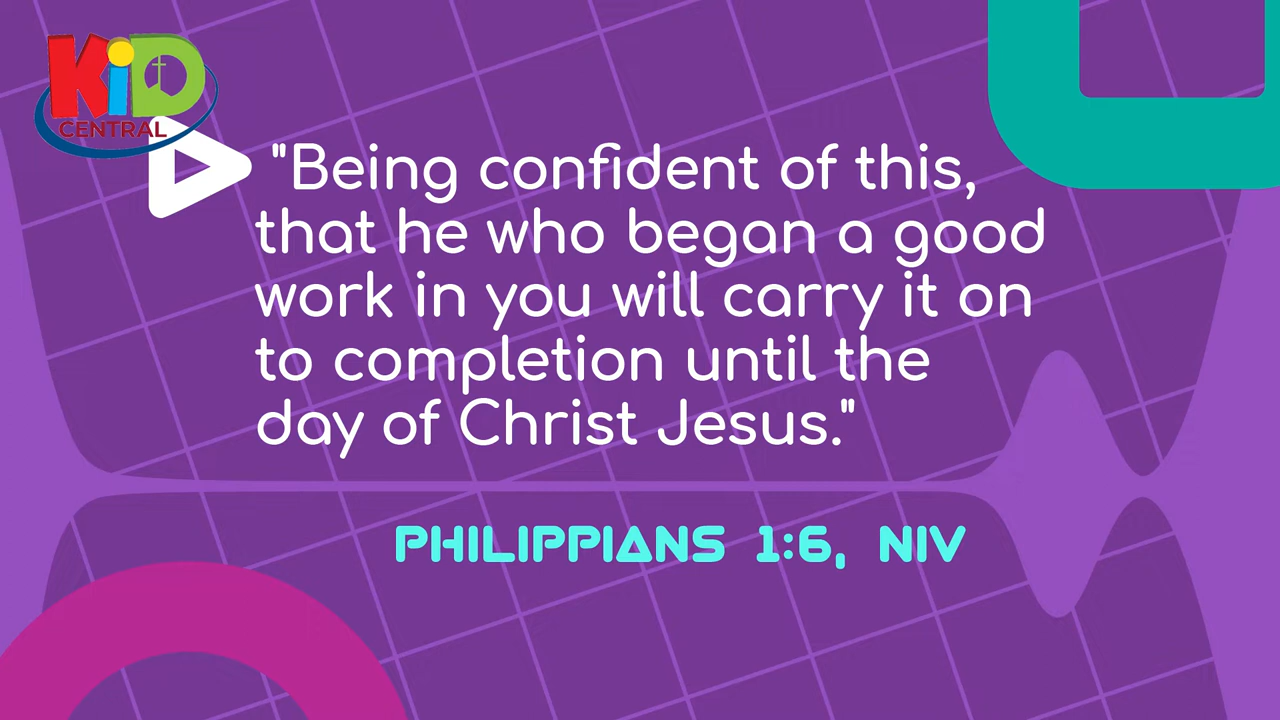 KiD
CENTRAL
"Being confident of this,
that he who began a good
work in you will carry it on
to completion until the
day of Christ Jesus."
PHILIPPIANS 1:6, NIV